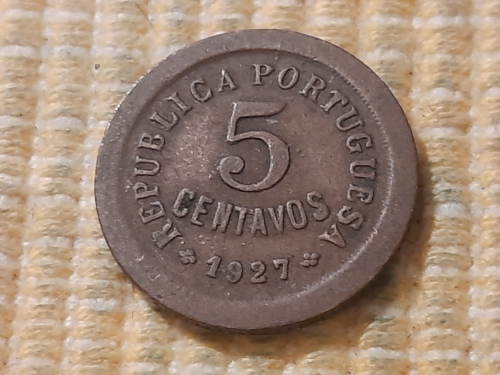 REPUBLICA PORTUGUESA
5
CENTAVOS
* 1927 *